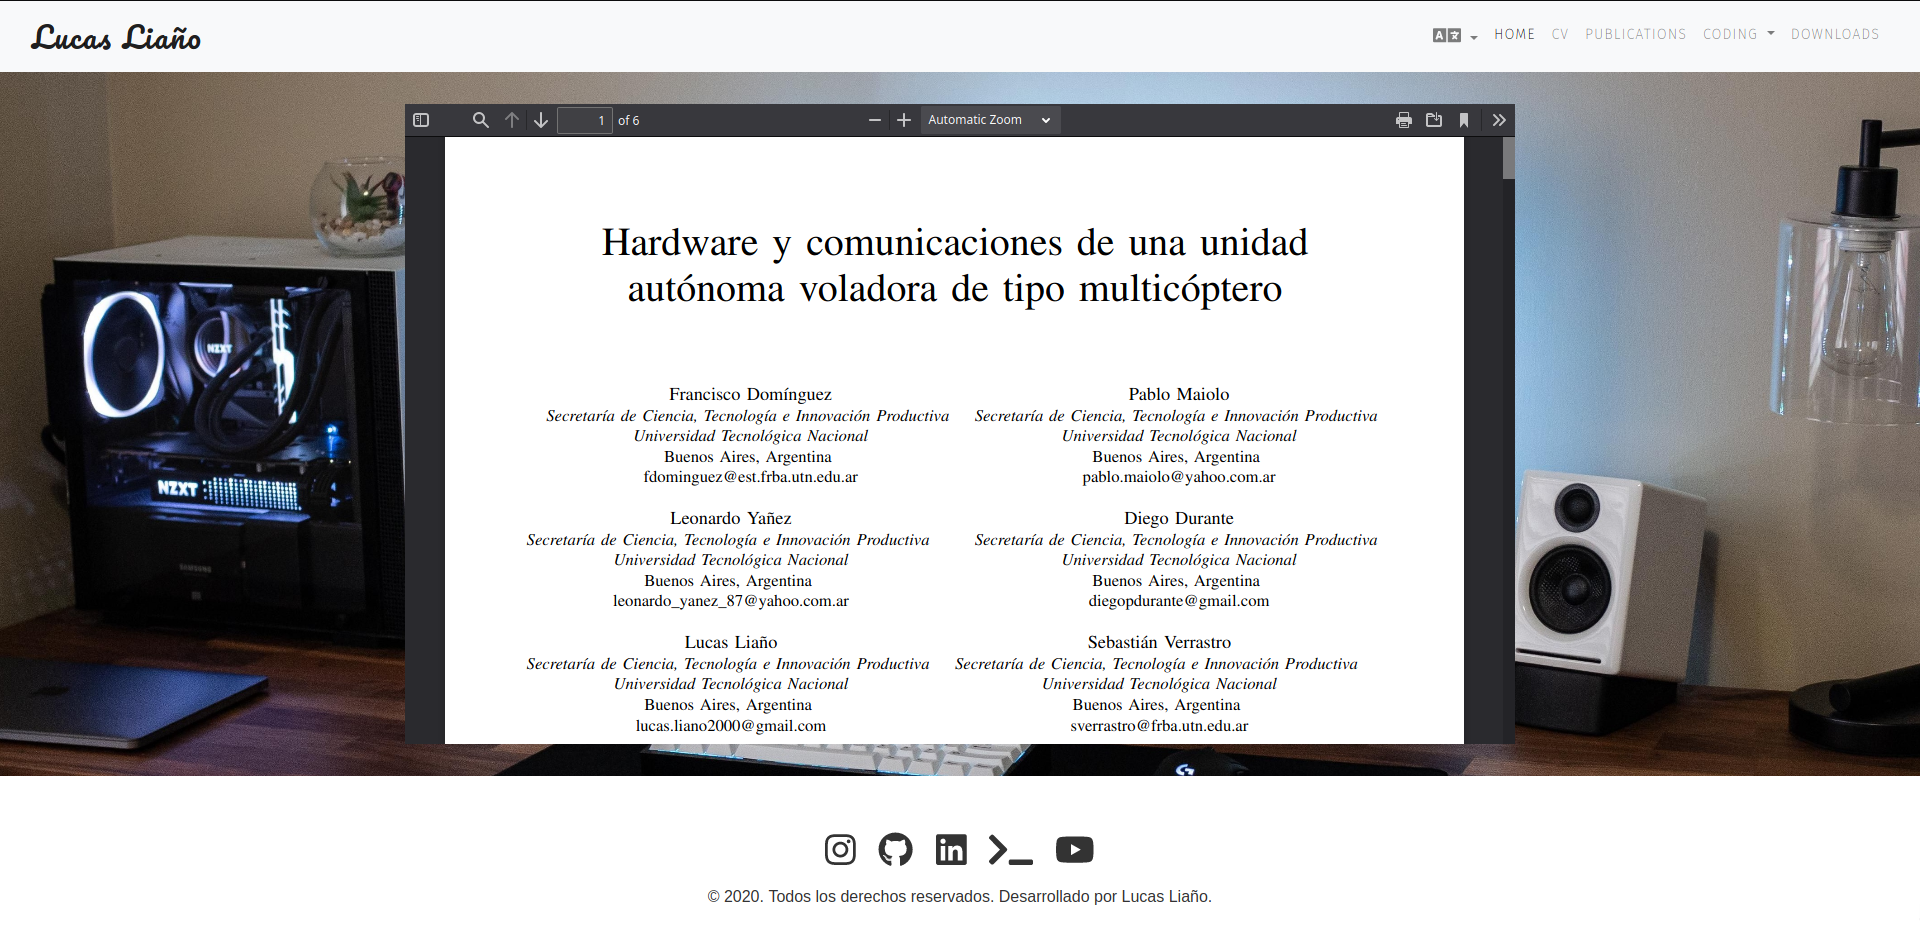 Lucas Liaño
HOME CV PUBLICATIONS CODING DOWNLOADS
1 of 6 Automatic Zoom
Hardware y comunicaciones de una unidad
autónoma voladora de tipo multicóptero
Francisco Domínguez
Secretaría de Ciencia, Tecnología e Innovación Productiva
Universidad Tecnológica Nacional
Buenos Aires, Argentina
fdominguez@est.frba.utn.edu.ar
Pablo Maiolo
Secretaría de Ciencia, Tecnología e Innovación Productiva
Universidad Tecnológica Nacional
Buenos Aires, Argentina
pablo.maiolo@yahoo.com.ar
Leonardo Yañez
Secretaría de Ciencia, Tecnología e Innovación Productiva
Universidad Tecnológica Nacional
Buenos Aires, Argentina
leonardo_yanez_87@yahoo.com.ar
Diego Durante
Secretaría de Ciencia, Tecnología e Innovación Productiva
Universidad Tecnológica Nacional
Buenos Aires, Argentina
diegopdurante@gmail.com
Lucas Liaño
Secretaría de Ciencia, Tecnología e Innovación Productiva
Universidad Tecnológica Nacional
Buenos Aires, Argentina
lucas.liano2000@gmail.com
Sebastián Verrastro
Secretaría de Ciencia, Tecnología e Innovación Productiva
Universidad Tecnológica Nacional
Buenos Aires, Argentina
sverrastro@frba.utn.edu.ar
NZXT
NZXT
SAMSUNG
© 2020. Todos los derechos reservados. Desarrollado por Lucas Liaño.